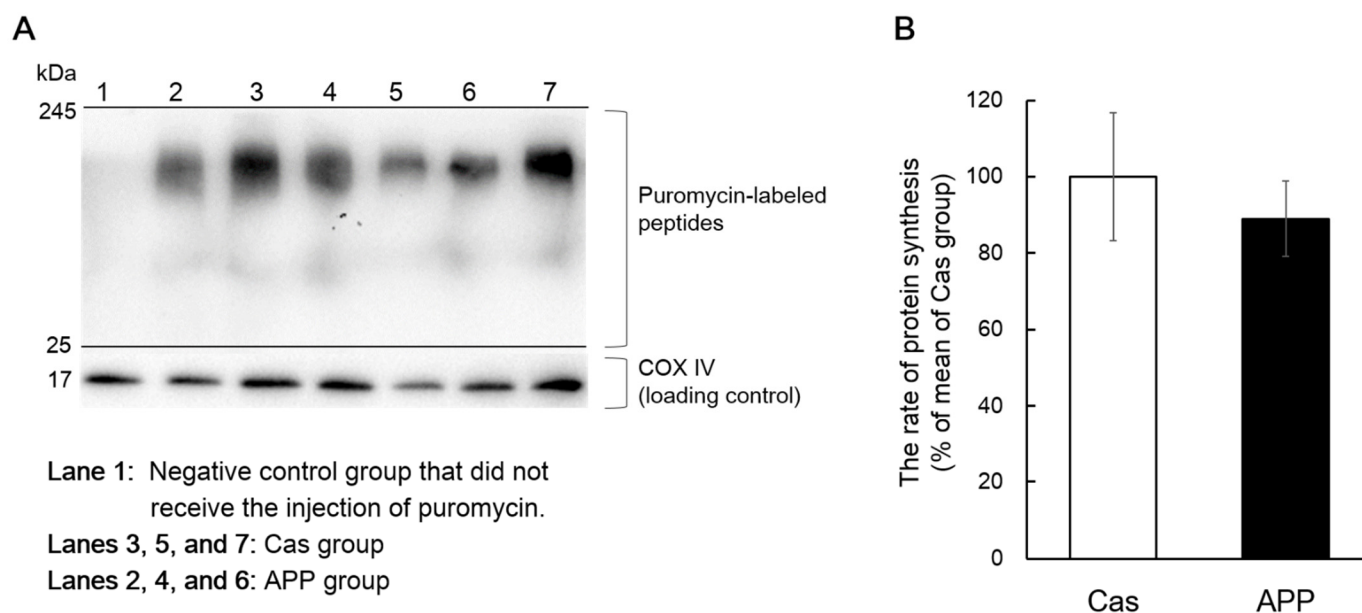 A
kDa
1 2 3 4 5 6 7
245
Puromycin-labeled
peptides
25
17
COX IV
(loading control)
Lane 1: Negative control group that did not
receive the injection of puromycin.
Lanes 3, 5, and 7: Cas group
Lanes 2, 4, and 6: APP group
B
The rate of protein synthesis
(% of mean of Cas group)
120
100
80
60
40
20
0
Cas APP